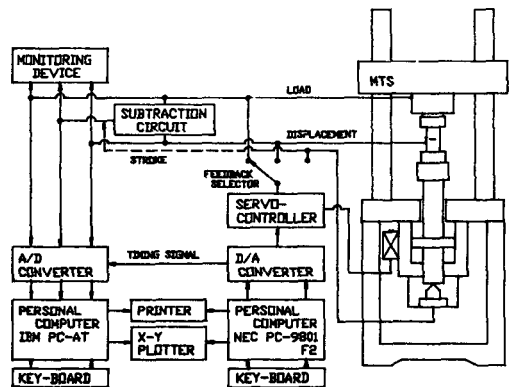 MONITORING
DEVICE
MTS
LOAD
SUBTRACTION
CIRCUIT
DISPLACEMENT
STROKE
FEEDBACK
SELECTOR
SERVO-
CONTROLLER
A/D
CONVERTER
TIMING SIGNAL
D/A
CONVERTER
PERSONAL
COMPUTER
IBM PC-AT
PRINTER
X-Y
PLOTTER
PERSONAL
COMPUTER
NEC PC-9801
F2
KEY-BOARD
KEY-BOARD